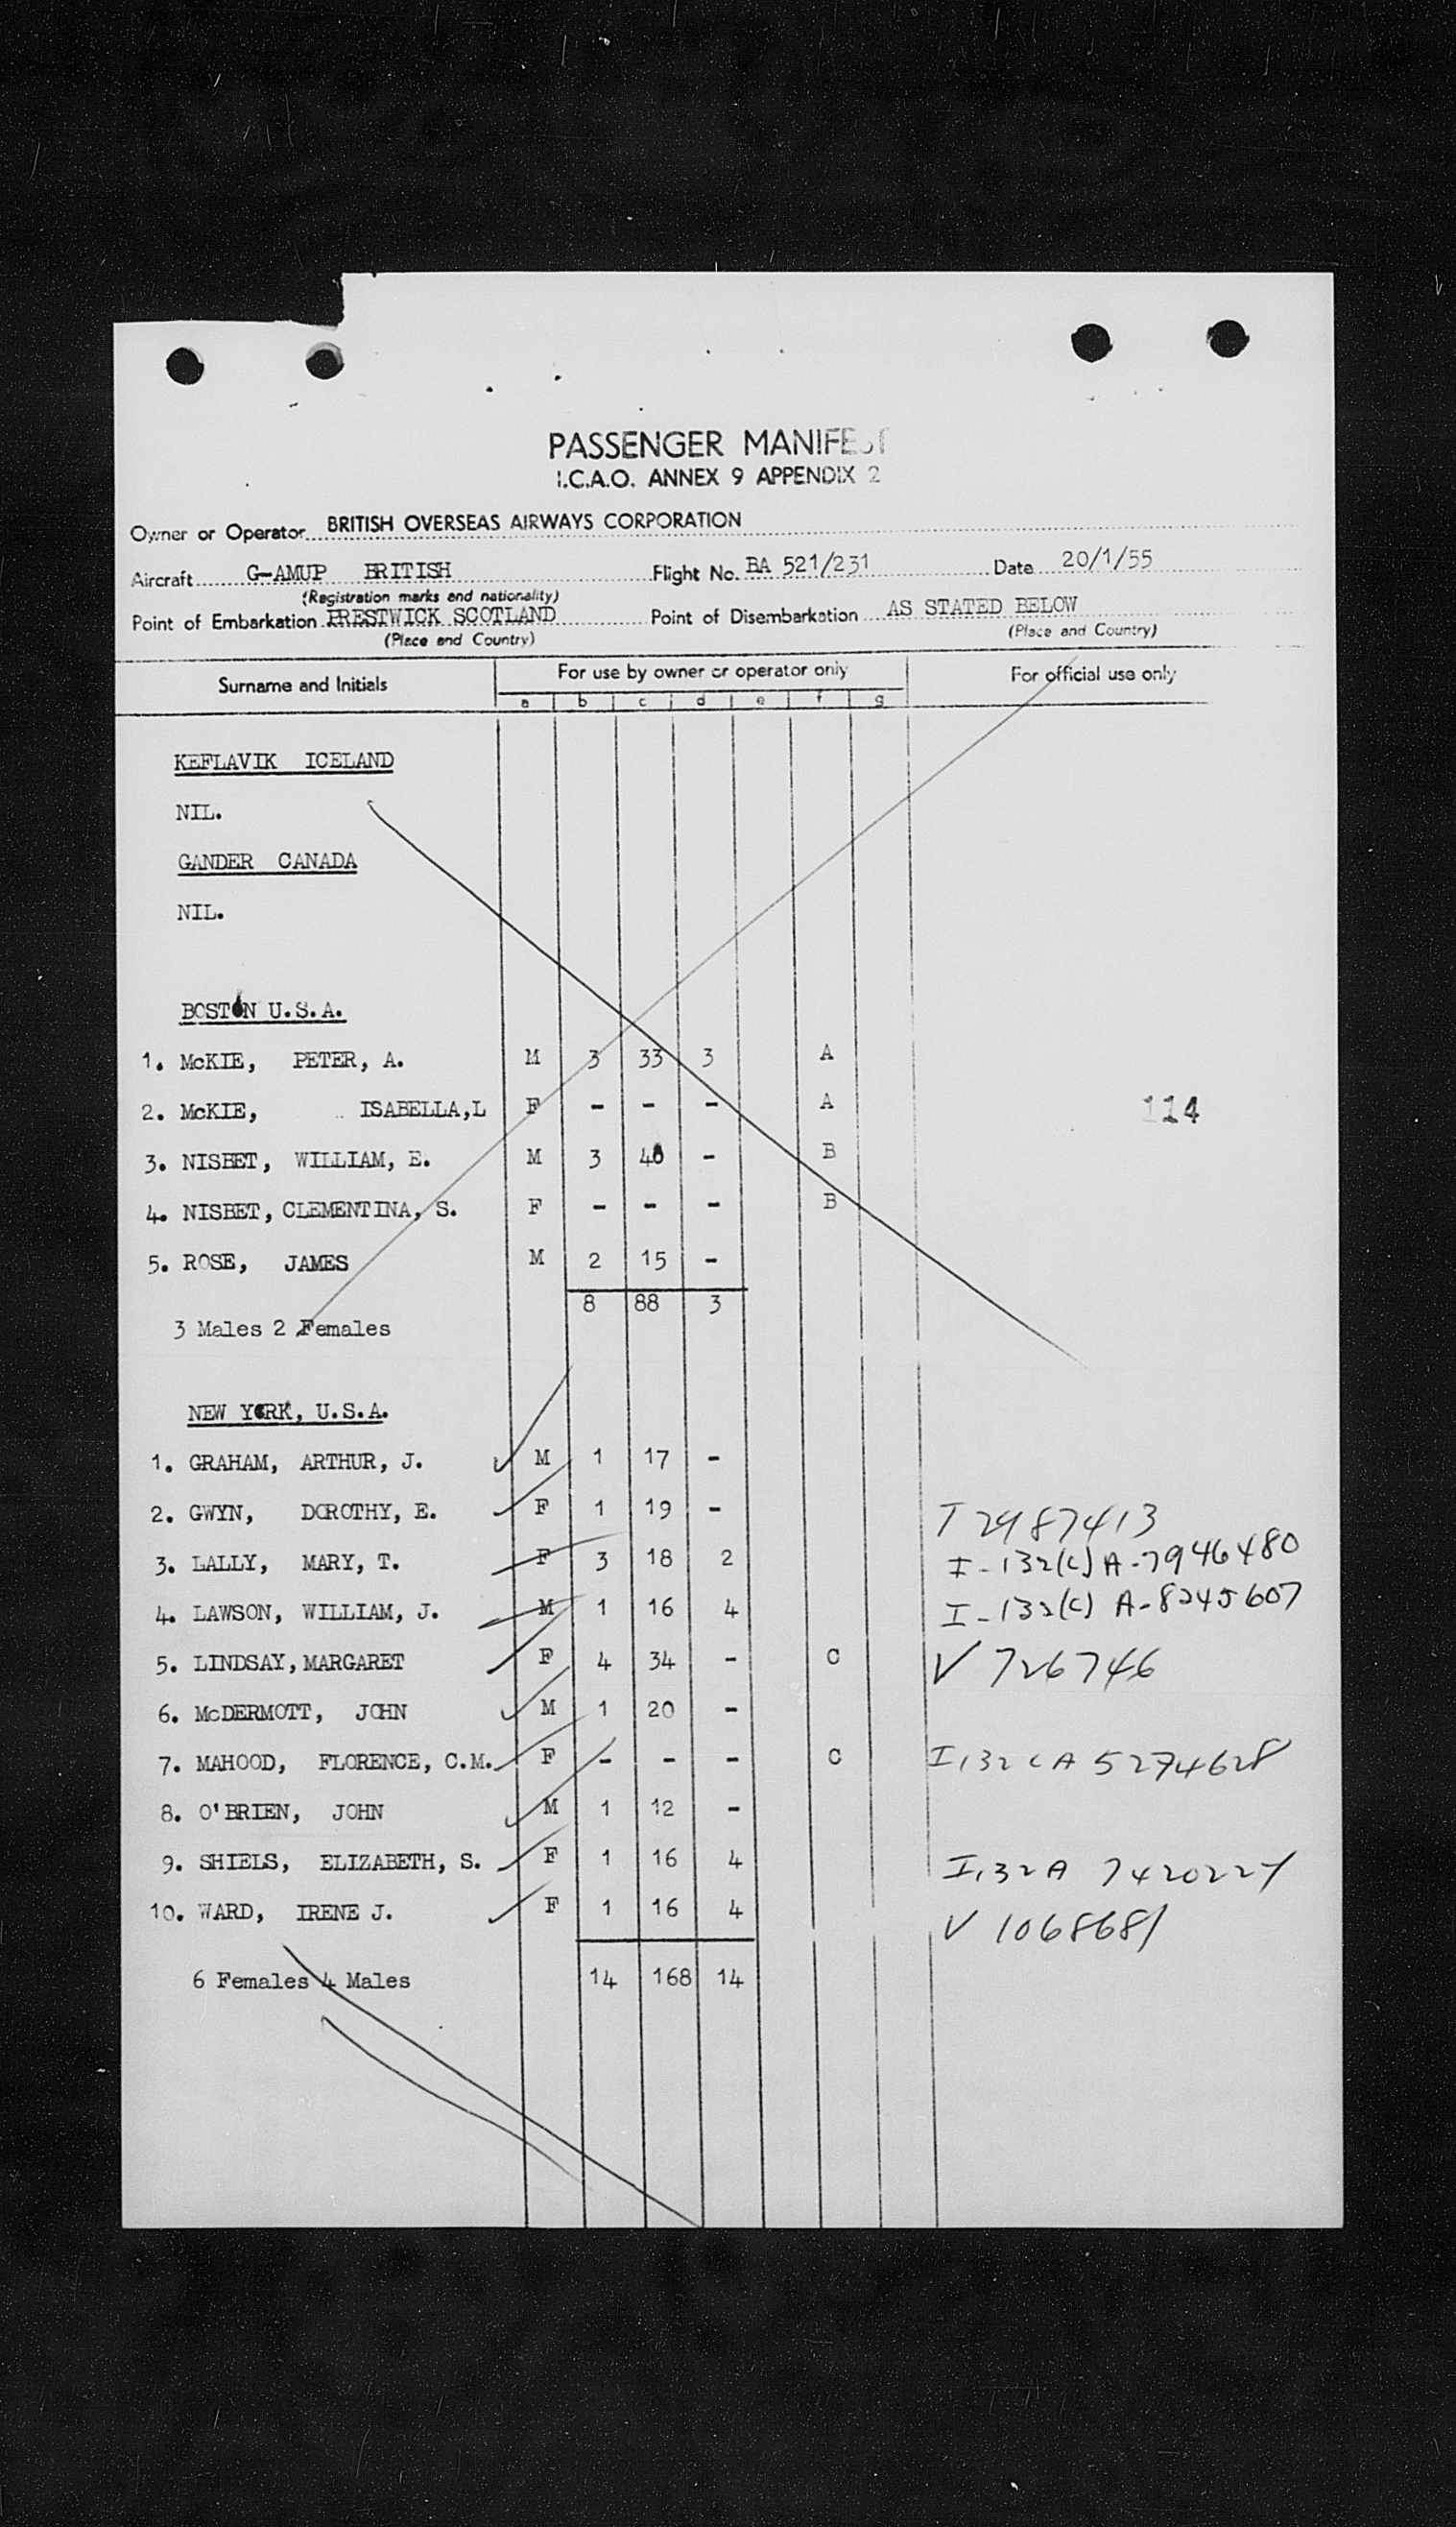 PASSENGER MANIFEST
I.C.A.O. ANNEX 9 APPENDIX 2
Owner or Operator BRITISH OVERSEAS AIRWAYS CORPORATION
Aircraft G-AMUP BRITISH Flight No. BA 521/231 Date 20/1/55
(Registration marks and nationality)
Point of Embarkation PRESTWICK SCOTLAND Point of Disembarkation AS STATED BELOW
(Place and Country) (Place and Country)
Surname and Initials For use by owner or operator only For official use only
a b c d e f g
KEFLAVIK ICELAND
NIL.
GANDER CANADA
NIL.
BOSTON U.S.A.
1. McKIE, PETER, A. M 3 33 3 A
2. McKIE, ISABELLA,L F - - - A 114
3. NISBET, WILLIAM, E. M 3 40 - B
4. NISBET, CLEMENTINA, S. F - - - B
5. ROSE, JAMES M 2 15 -
8 88 3
3 Males 2 Females
NEW YORK, U.S.A.
1. GRAHAM, ARTHUR, J. M 1 17 -
2. GWYN, DOROTHY, E. F 1 19 - T 2987413
3. LALLY, MARY, T. F 3 18 2 I-132(c) A-7946480
4. LAWSON, WILLIAM, J. M 1 16 4 I-132(c) A-8245607
5. LINDSAY, MARGARET F 4 34 - C V 726746
6. McDERMOTT, JOHN M 1 20 -
7. MAHOOD, FLORENCE, C.M. F - - - C I,132 C A 5274628
8. O'BRIEN, JOHN M 1 12 -
9. SHIELS, ELIZABETH, S. F 1 16 4 I,132 A 7420227
10. WARD, IRENE J. F 1 16 4 V 1068681
6 Females 4 Males 14 168 14